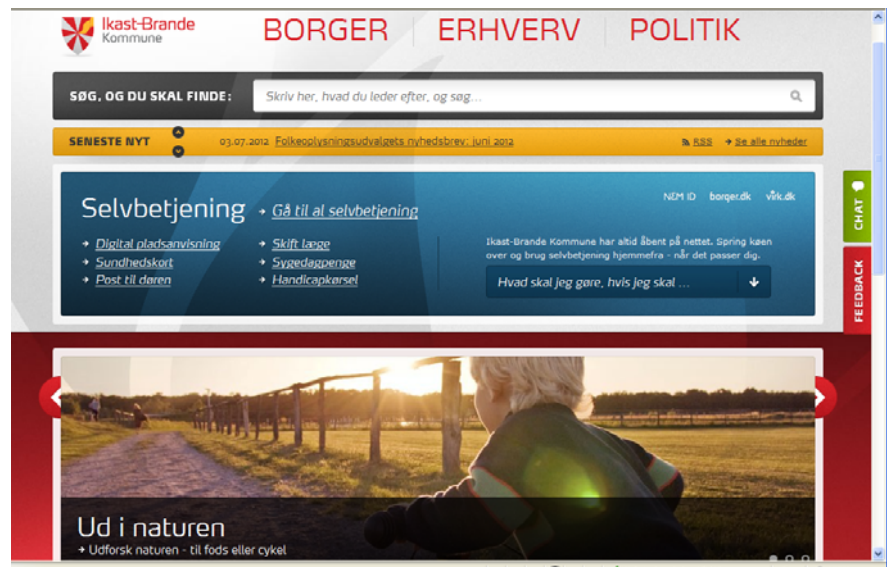 Ikast-Brande
Kommune
BORGER
ERHVERV
POLITIK
SØG, OG DU SKAL FINDE:
Skriv her, hvad du leder efter, og søg...
SENESTE NYT
03.07.2012 Folkeoplysningsudvalgets nyhedsbrev: juni 2012
RSS
Se alle nyheder
NEM ID borger.dk virk.dk
Selvbetjening
Gå til al selvbetjening
Digital pladsanvisning
Sundhedskort
Post til døren
Skift læge
Sygedagpenge
Handicapkørsel
Ikast-Brande Kommune har altid åbent på nettet. Spring køen
over og brug selvbetjening hjemmefra - når det passer dig.
Hvad skal jeg gøre, hvis jeg skal ...
CHAT
FEEDBACK
Ud i naturen
Udforsk naturen - til fods eller cykel